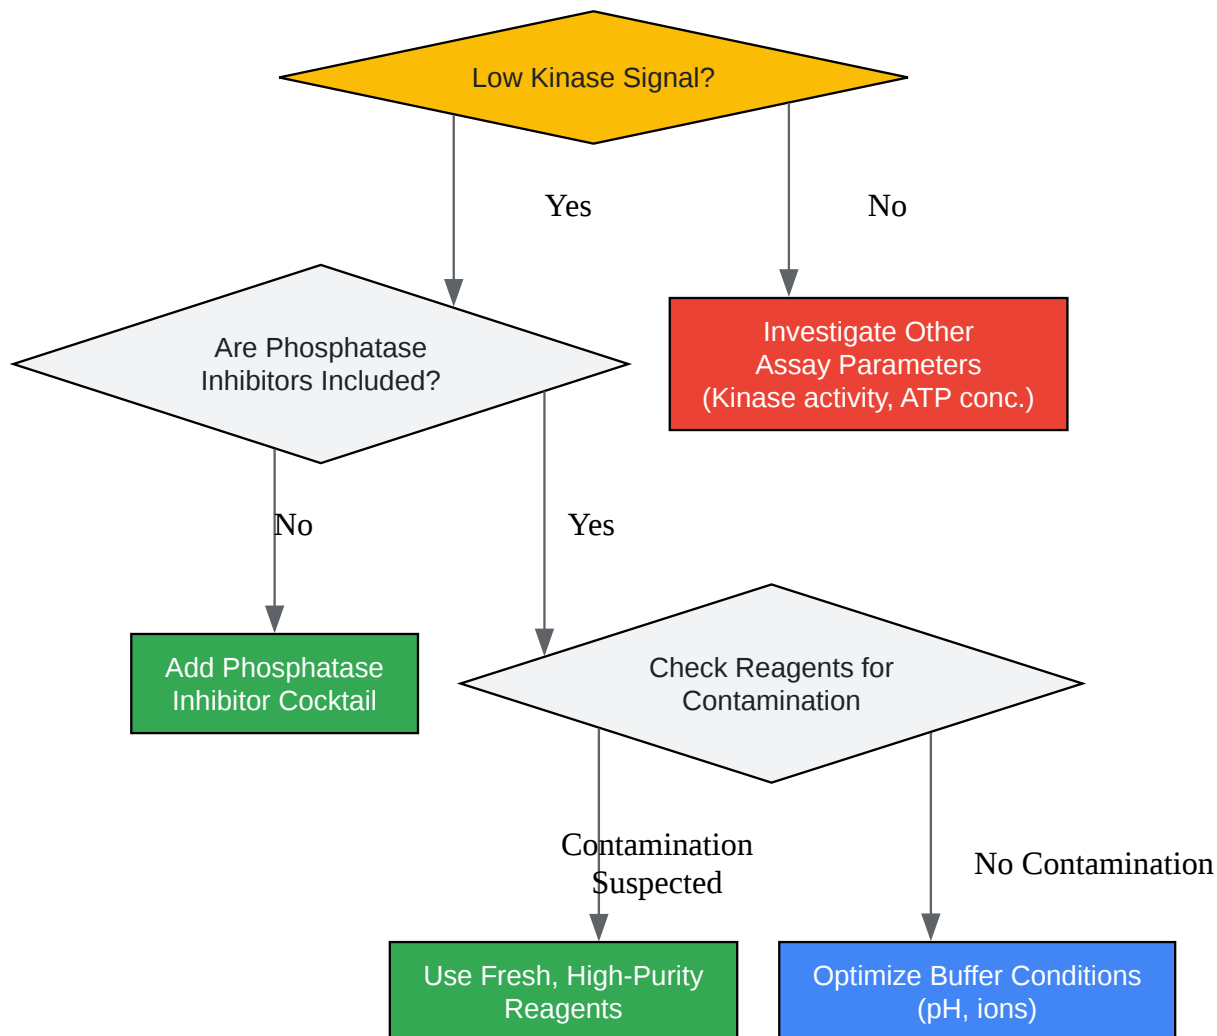 Low Kinase Signal?
Yes
No
Are Phosphatase
Inhibitors Included?
Investigate Other
Assay Parameters
(Kinase activity, ATP conc.)
No
Yes
Add Phosphatase
Inhibitor Cocktail
Check Reagents for
Contamination
Contamination
Suspected
No Contamination
Use Fresh, High-Purity
Reagents
Optimize Buffer Conditions
(pH, ions)